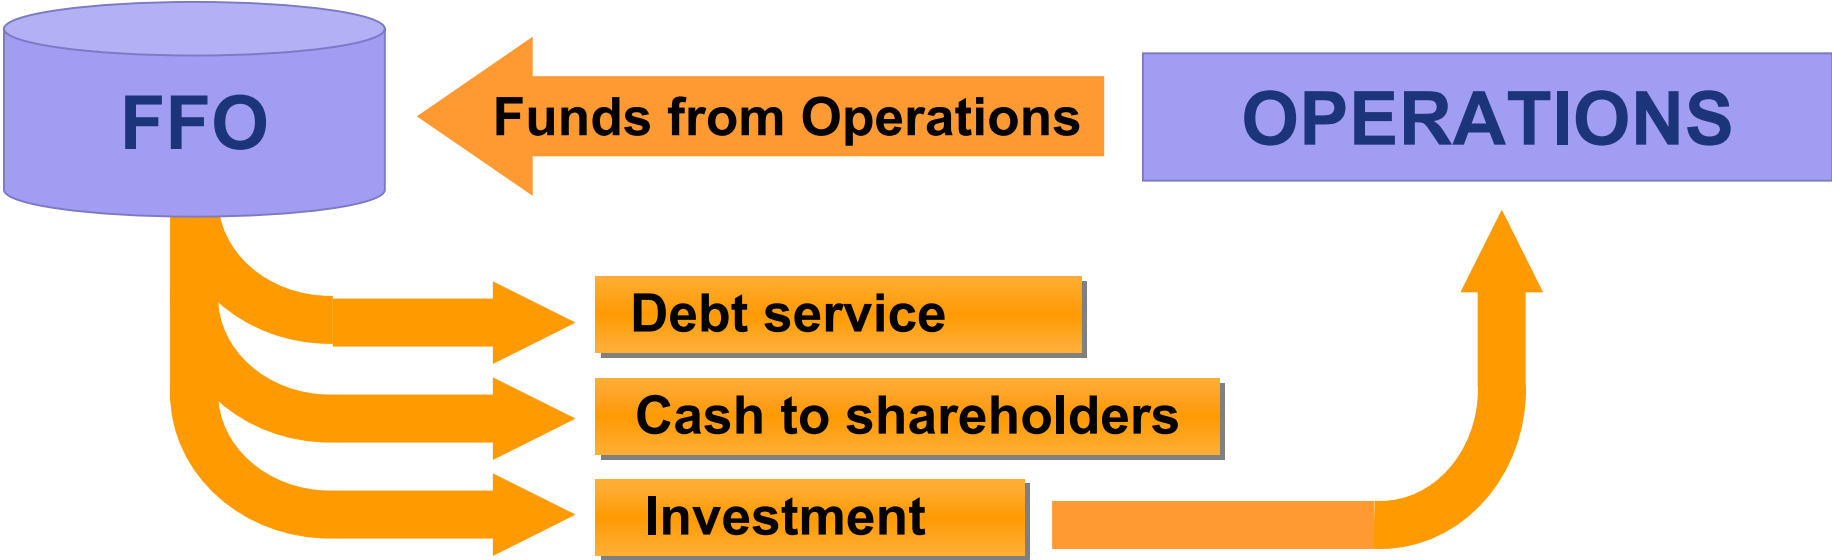 FFO
Funds from Operations
OPERATIONS
Debt service
Cash to shareholders
Investment